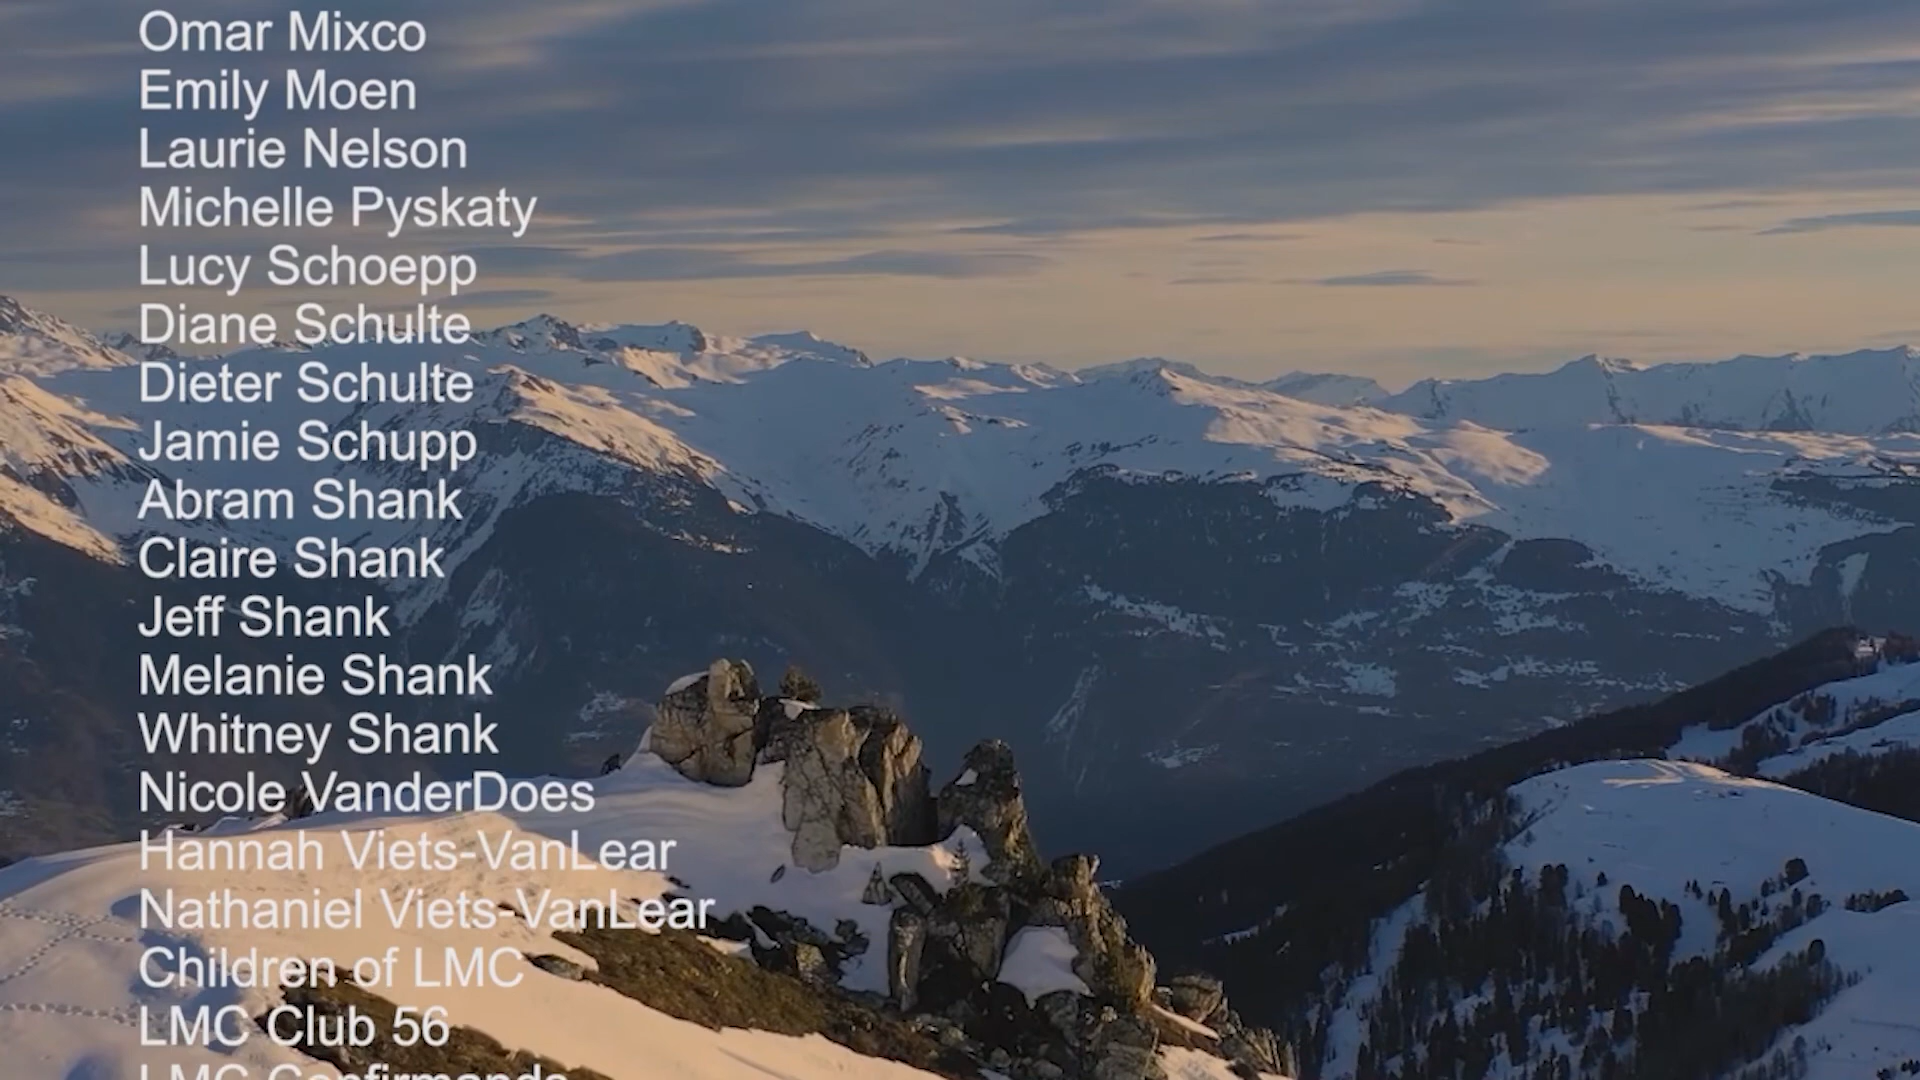 Omar Mixco
Emily Moen
Laurie Nelson
Michelle Pyskaty
Lucy Schoepp
Diane Schulte
Dieter Schulte
Jamie Schupp
Abram Shank
Claire Shank
Jeff Shank
Melanie Shank
Whitney Shank
Nicole VanderDoes
Hannah Viets-VanLear
Nathaniel Viets-VanLear
Children of LMC
LMC Club 56
LMC Confirmands